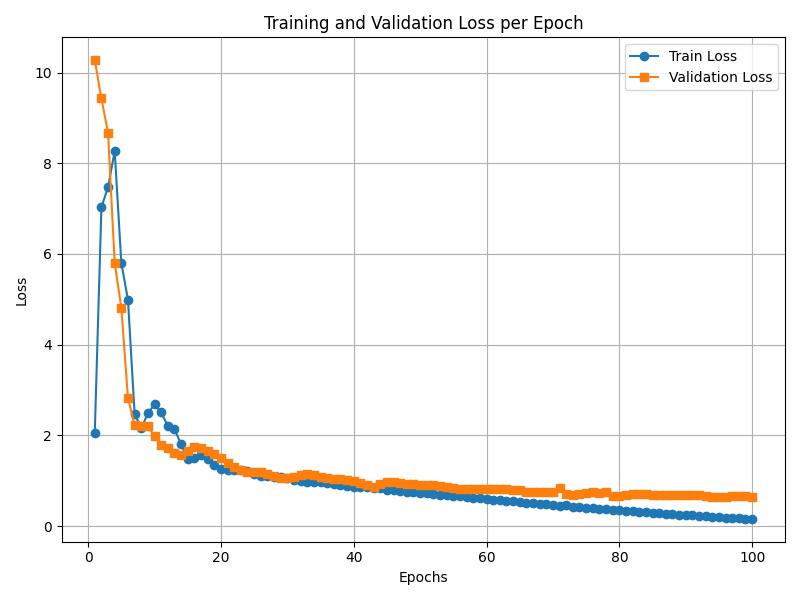 Training and Validation Loss per Epoch
Train Loss
Validation Loss
10
8
6
4
2
0
Loss
0 20 40 60 80 100
Epochs